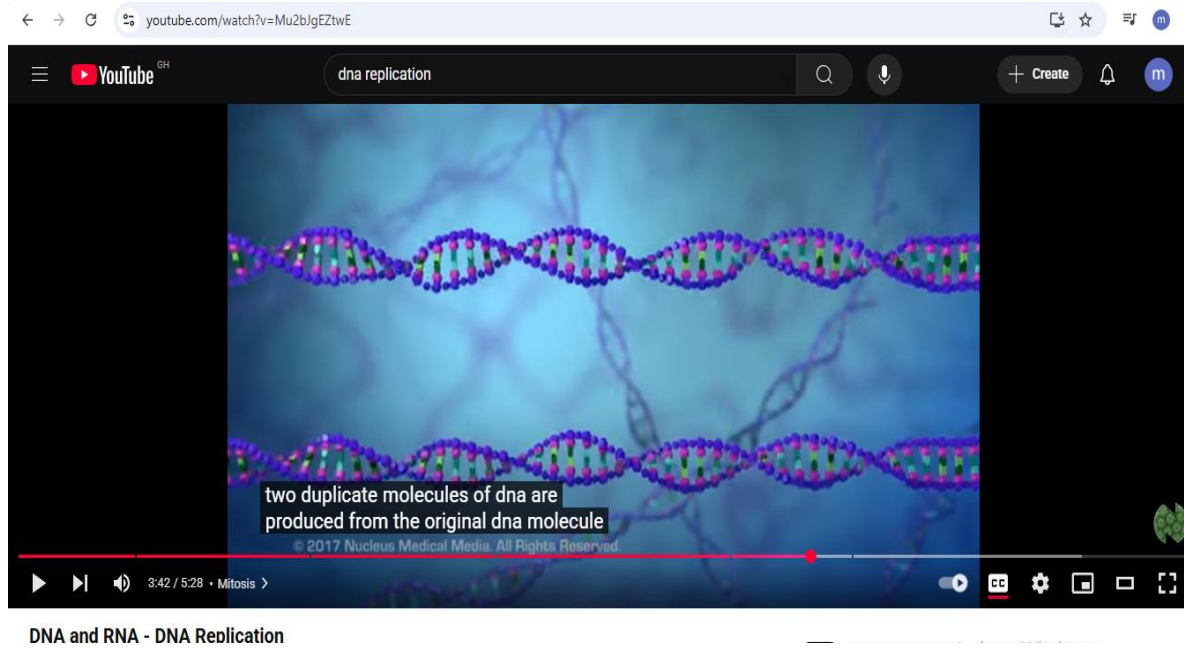 youtube.com/watch?v=Mu2bJgEZtwE
m
YouTube GH
dna replication
Create
m
two duplicate molecules of dna are
produced from the original dna molecule
© 2017 Nucleus Medical Media. All Rights Reserved.
3:42 / 5:28 • Mitosis >
CC
DNA and RNA - DNA Replication